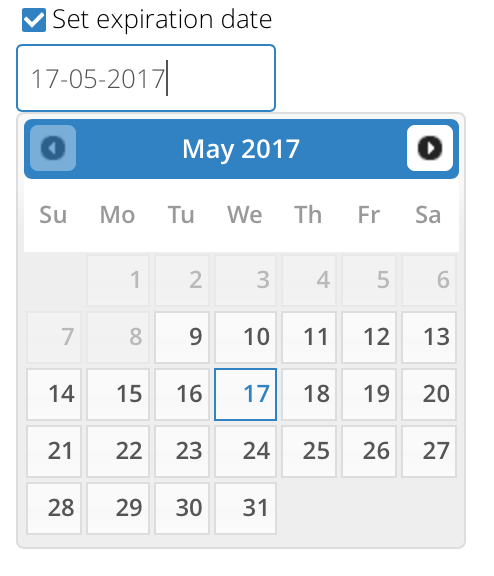 Set expiration date
17-05-2017
May 2017
Su Mo Tu We Th Fr Sa
1 2 3 4 5 6
7 8 9 10 11 12 13
14 15 16 17 18 19 20
21 22 23 24 25 26 27
28 29 30 31